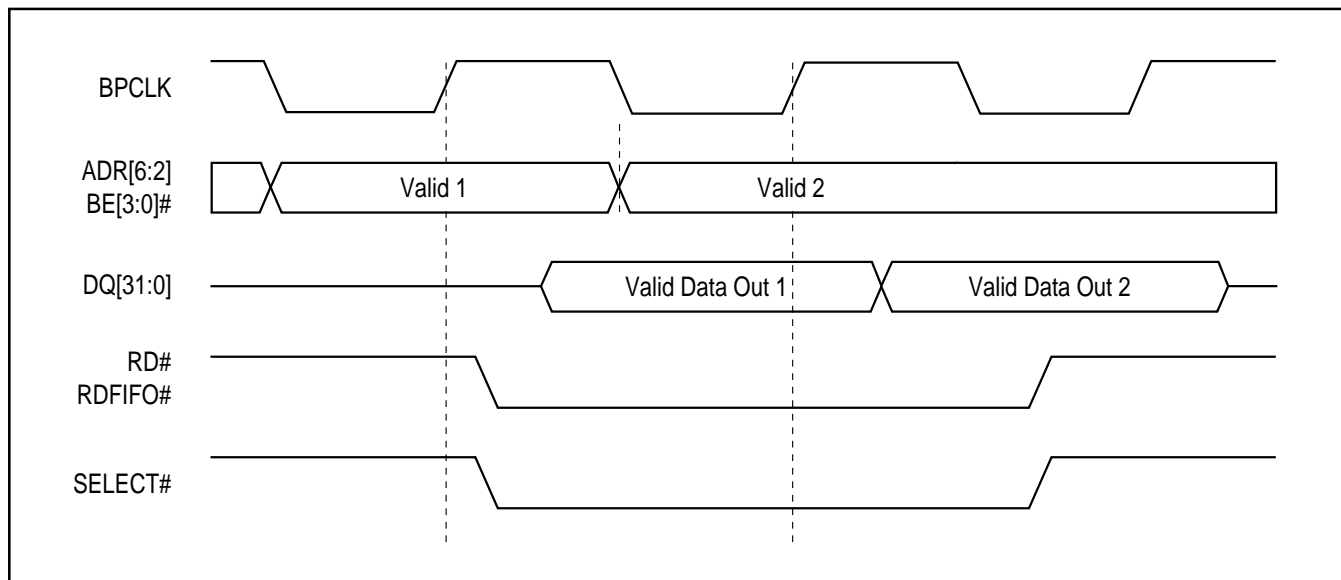 BPCLK
ADR[6:2]
BE[3:0]#
Valid 1
Valid 2
DQ[31:0]
Valid Data Out 1
Valid Data Out 2
RD#
RDFIFO#
SELECT#